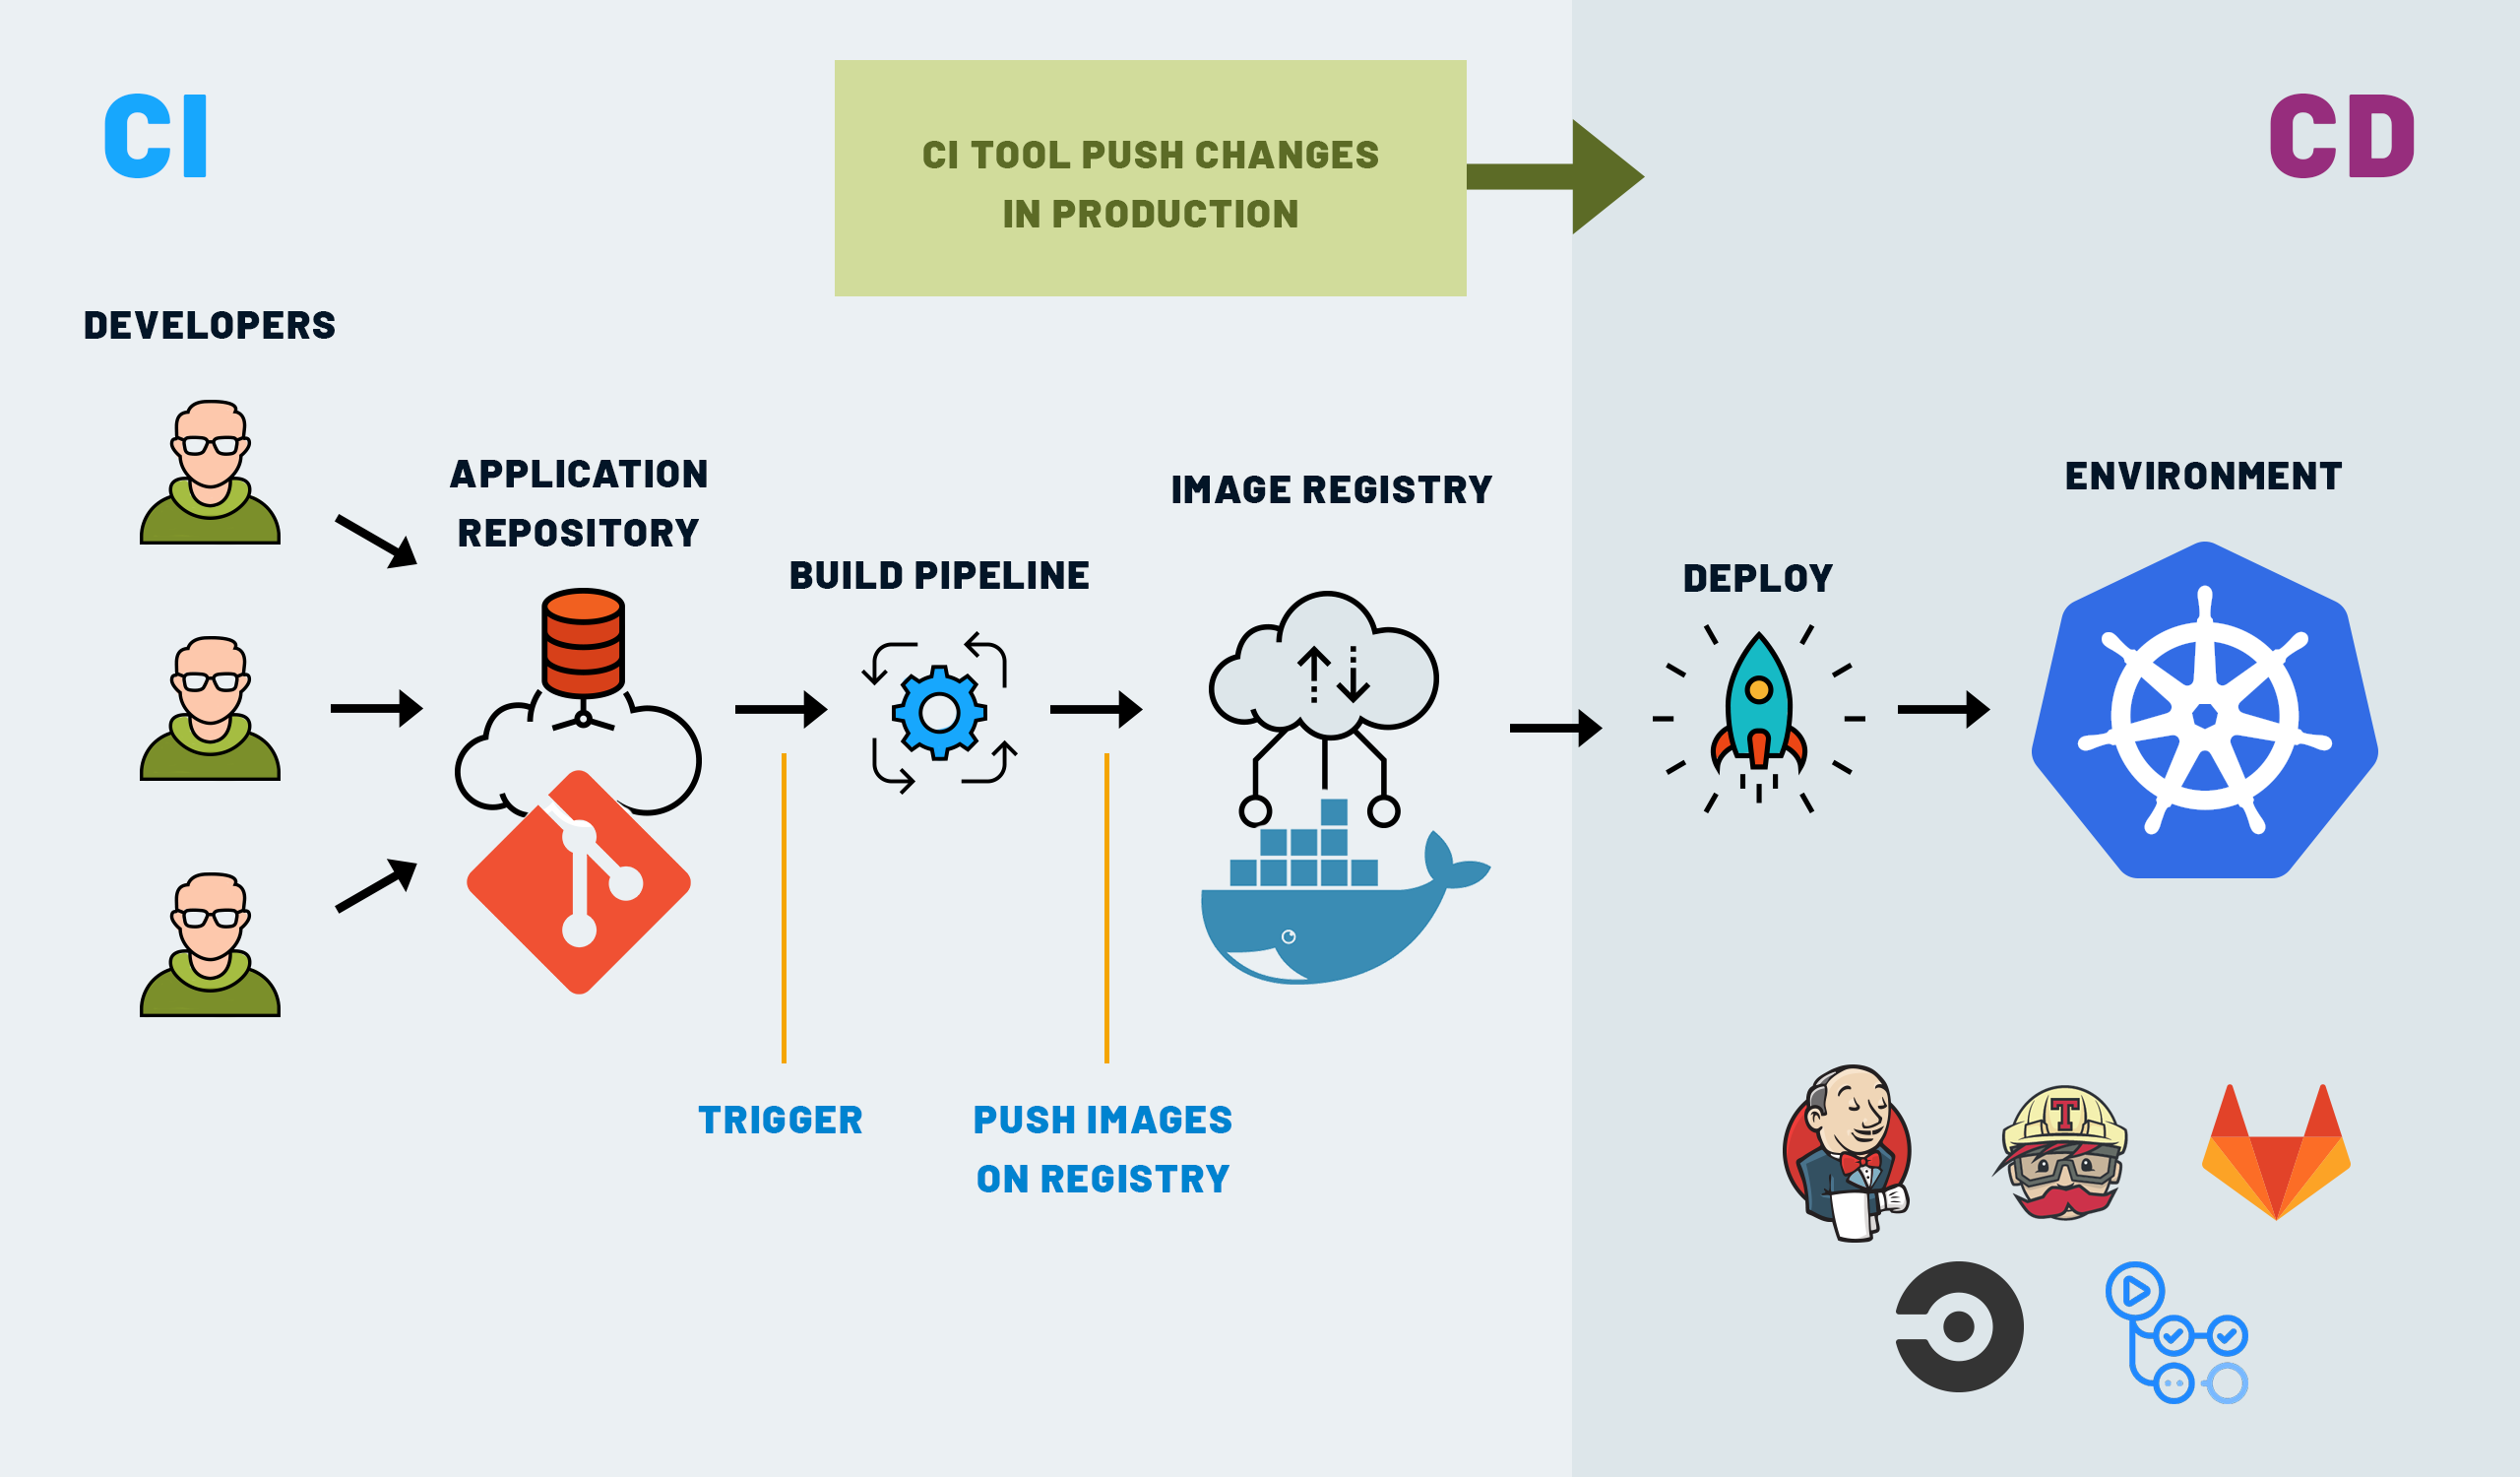 CI
CI TOOL PUSH CHANGES
IN PRODUCTION
CD
DEVELOPERS
APPLICATION
REPOSITORY
BUILD PIPELINE
IMAGE REGISTRY
DEPLOY
ENVIRONMENT
TRIGGER
PUSH IMAGES
ON REGISTRY
T